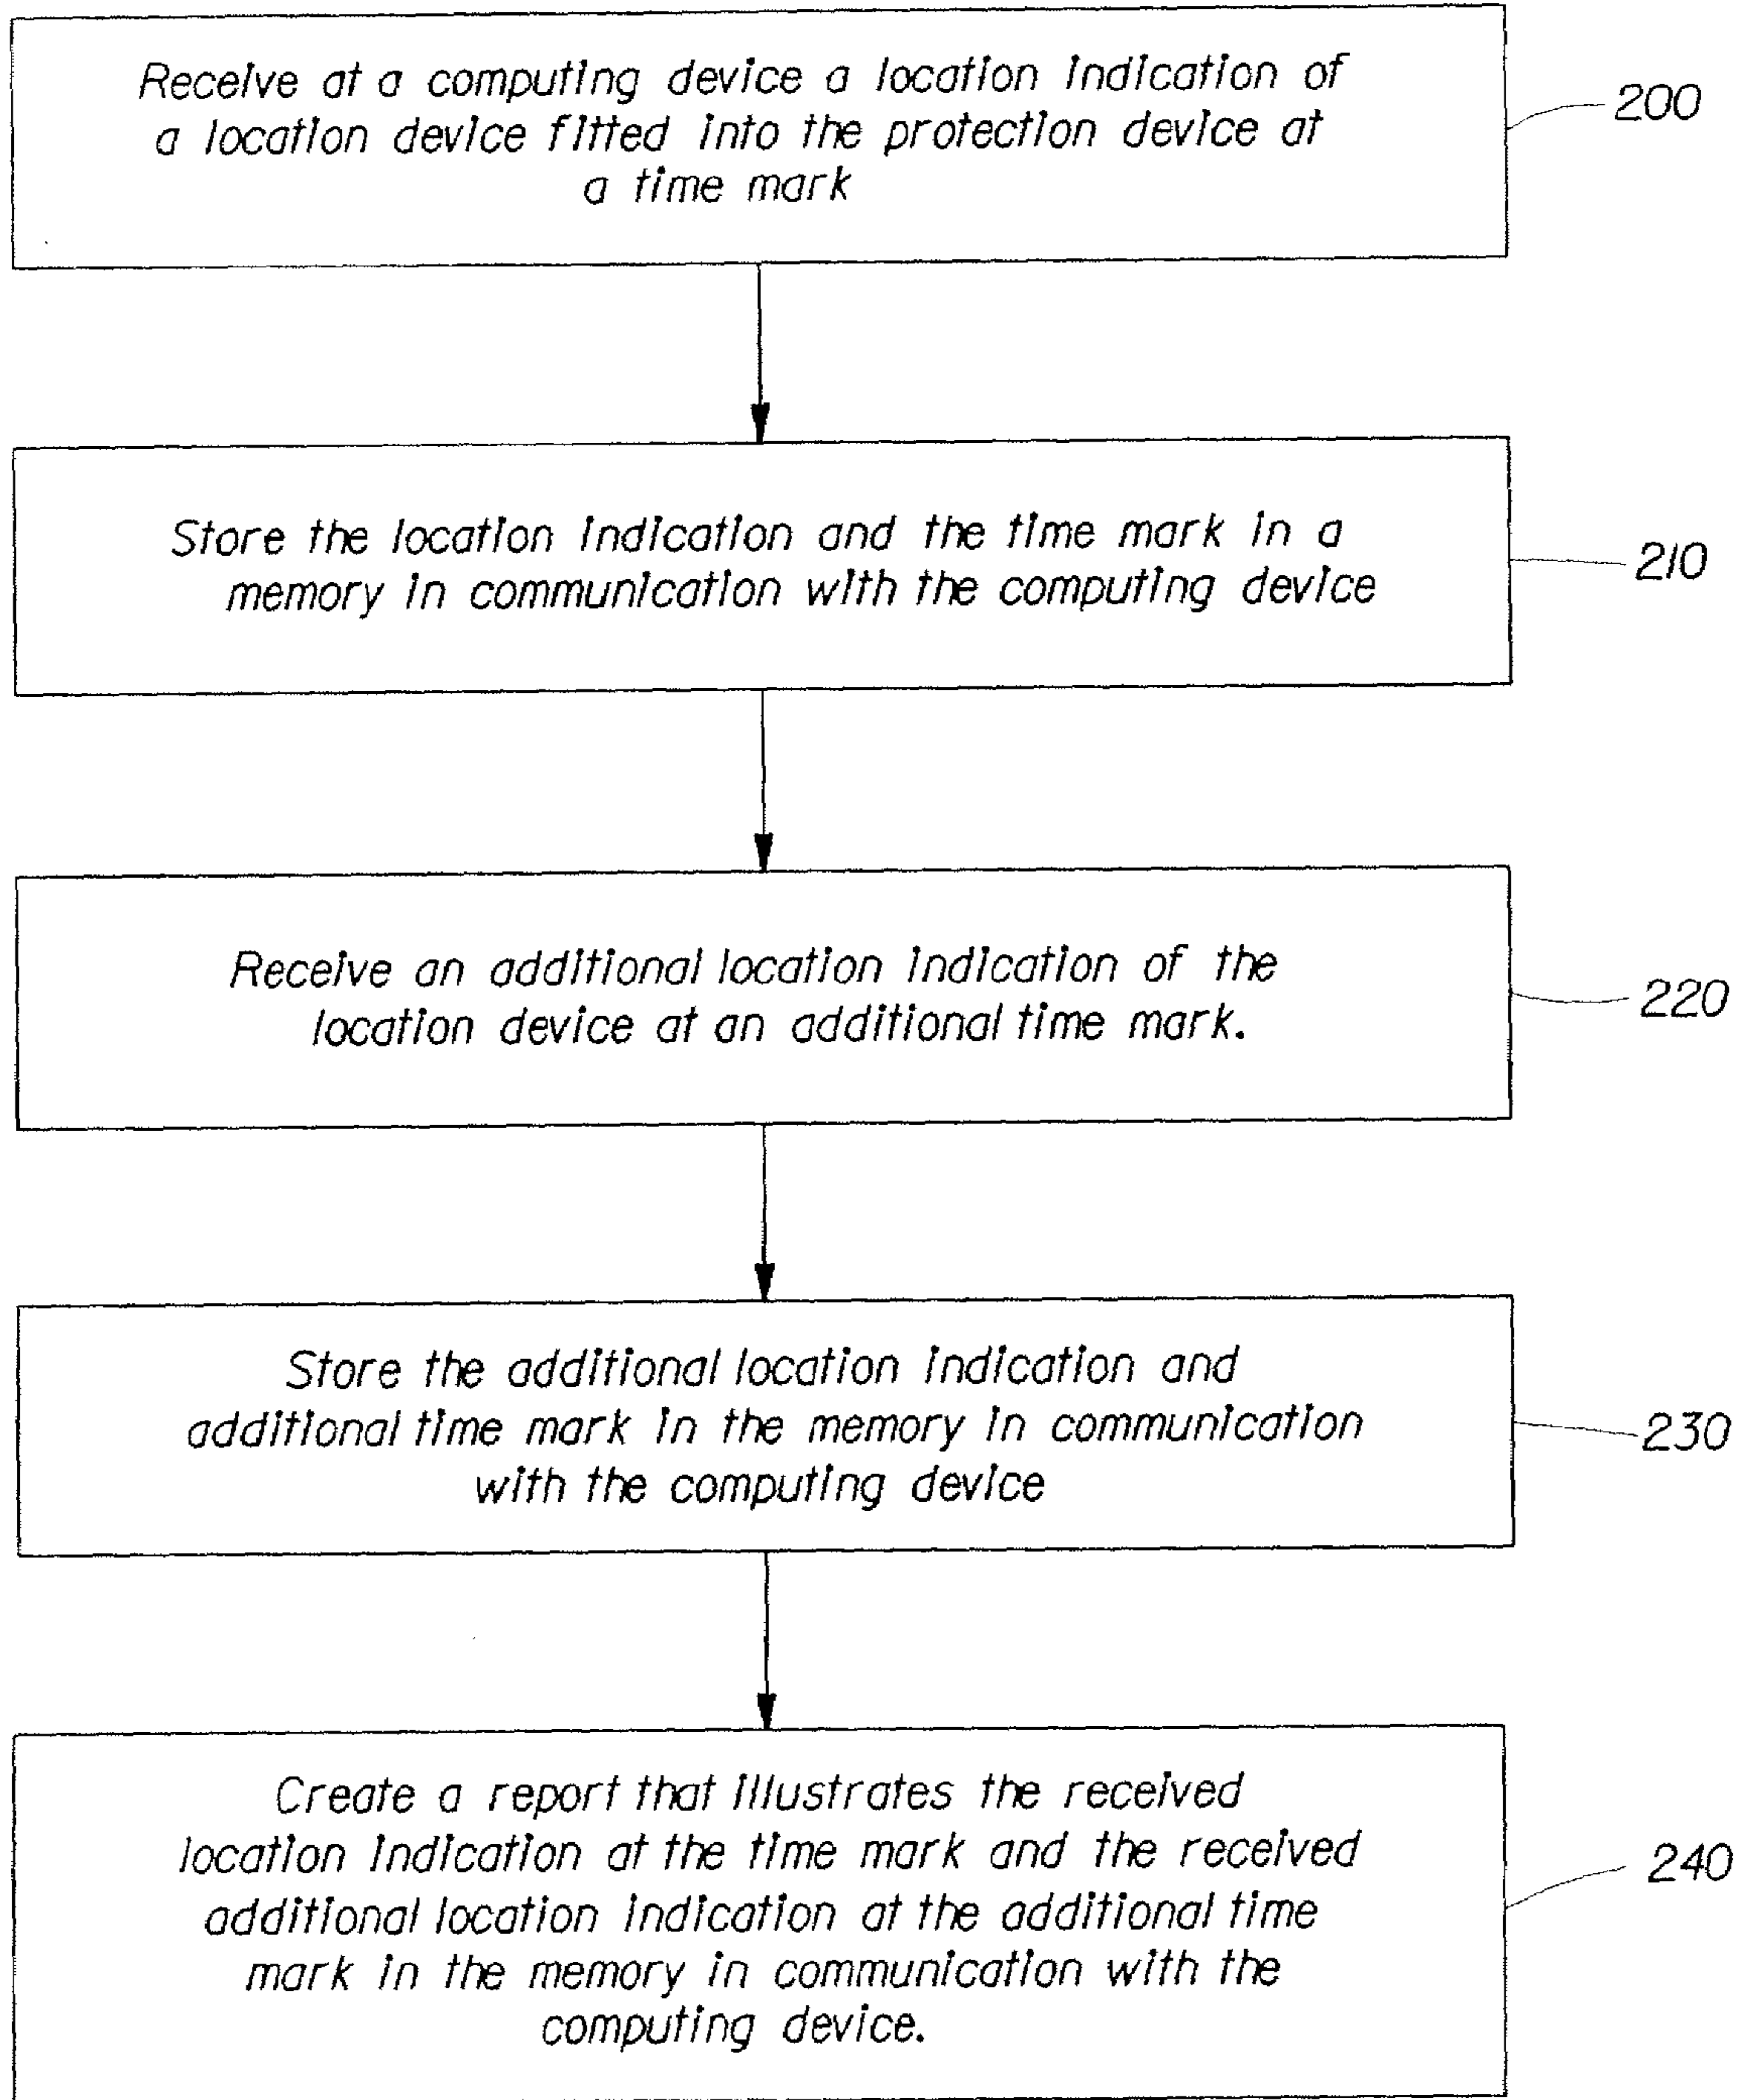 Receive at a computing device a location indication of
a location device fitted into the protection device at
a time mark
200
Store the location indication and the time mark in a
memory in communication with the computing device
210
Receive an additional location indication of the
location device at an additional time mark.
220
Store the additional location indication and
additional time mark in the memory in communication
with the computing device
230
Create a report that illustrates the received
location indication at the time mark and the received
additional location indication at the additional time
mark in the memory in communication with the
computing device.
240